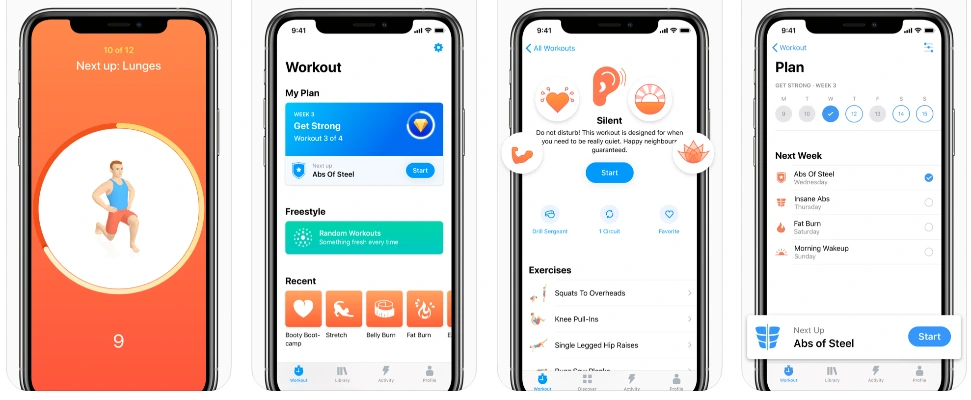 10 of 12
Next up: Lunges
9
9:41
Workout
My Plan
WEEK 3
Get Strong
Workout 3 of 4
Next up
Abs Of Steel
Start
Freestyle
Random Workouts
Something fresh every time
Recent
Booty Boot-
camp
Stretch
Belly Burn
Fat Burn
E
Workout
Library
Activity
Profile
9:41
All Workouts
Silent
Do not disturb! This workout is designed for when
you need to be really quiet. Happy neighbours
guaranteed.
Start
Drill Sergeant
1 Circuit
Favorite
Exercises
Squats To Overheads
Knee Pull-Ins
Single Legged Hip Raises
Workout
Discover
Activity
Profile
9:41
Workout
Plan
GET STRONG · WEEK 3
M T W T F S S
9 10 12 14 15
Next Week
Abs Of Steel
Wednesday
Insane Abs
Thursday
Fat Burn
Saturday
Morning Wakeup
Sunday
Next Up
Abs of Steel
Start
Workout
Library
Activity
Profile